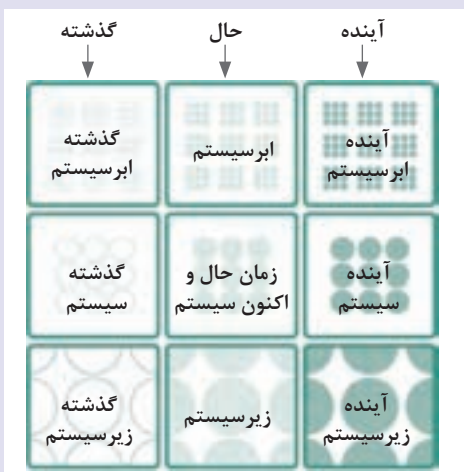 آینده حال گذشته
آینده
ابرسیستم
ابرسیستم
گذشته
ابرسیستم
آینده
سیستم
زمان حال و
اکنون سیستم
گذشته
سیستم
آینده
زیرسیستم
زیرسیستم
گذشته
زیرسیستم